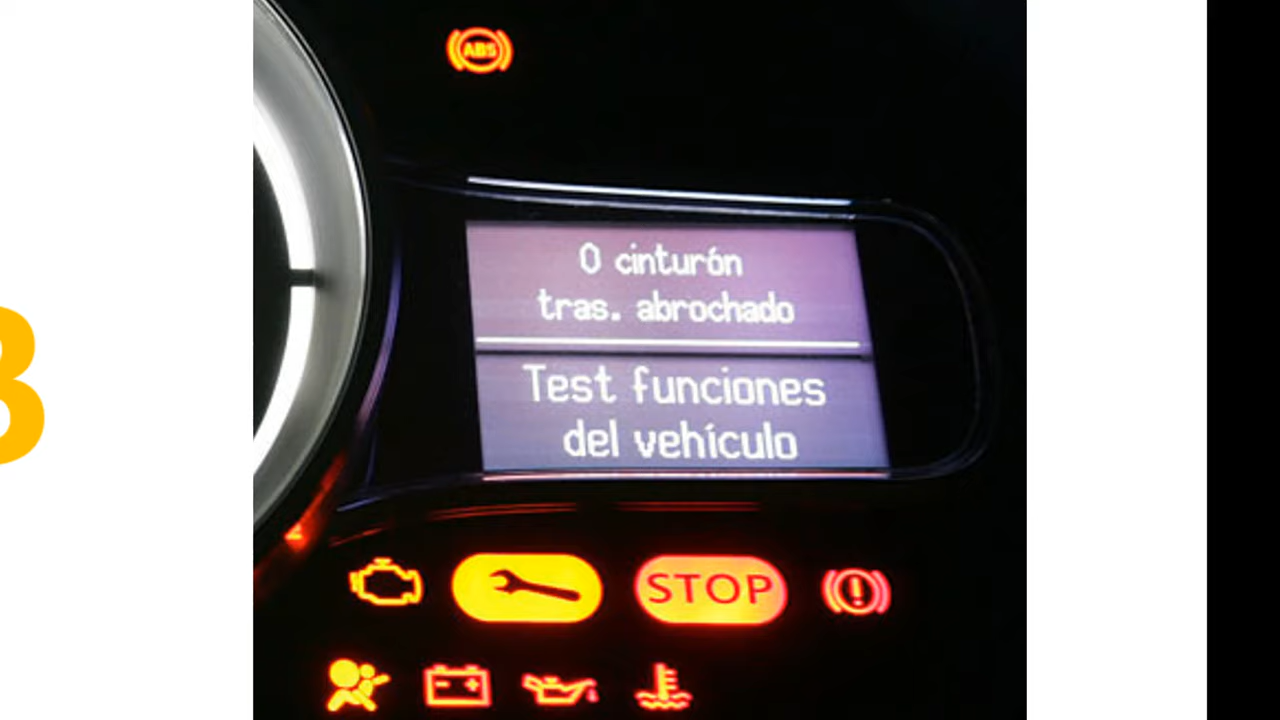 ABS
0 cinturón
tras. abrochado
Test funciones
del vehículo
STOP